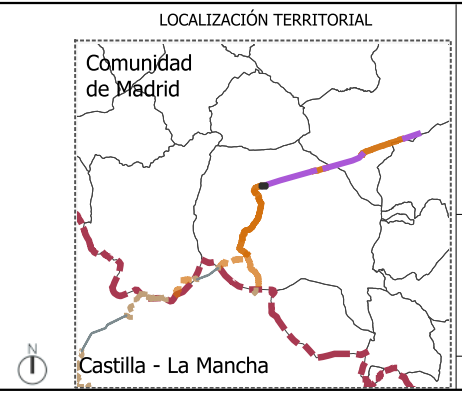 LOCALIZACIÓN TERRITORIAL
Comunidad
de Madrid
N
Castilla - La Mancha